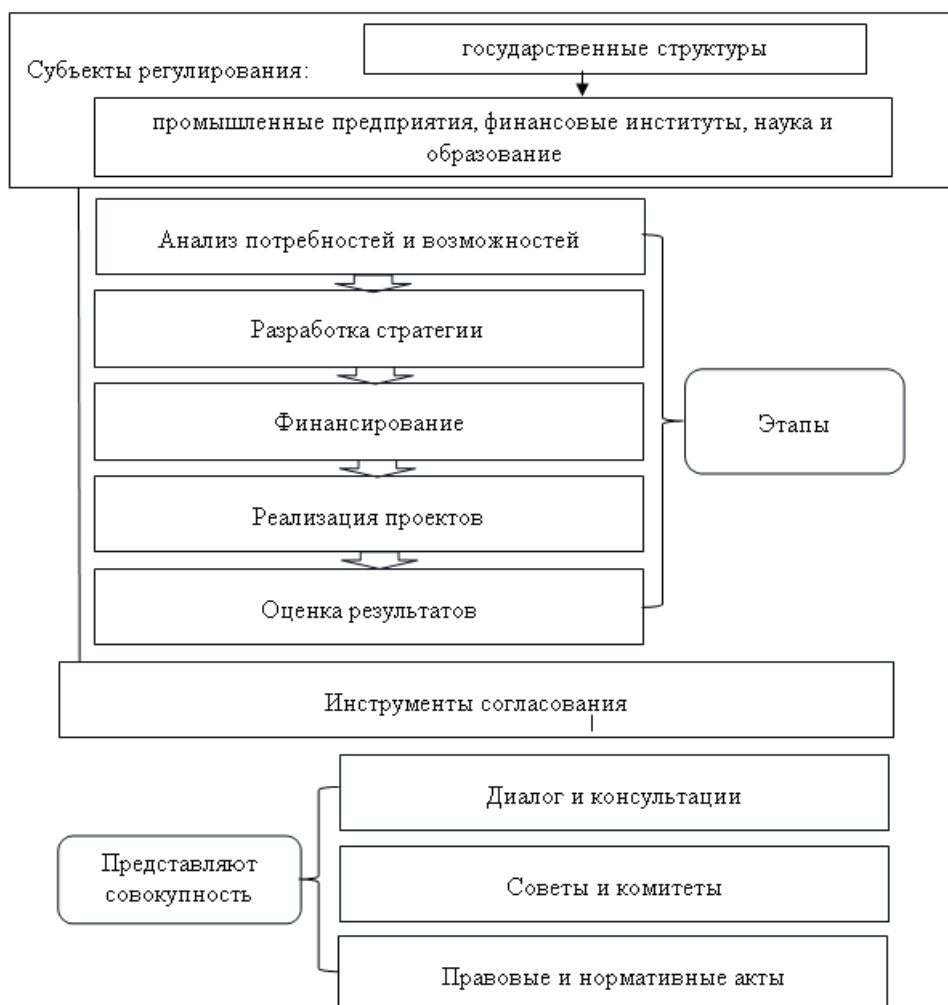 государственные структуры
Субъекты регулирования:
промышленные предприятия, финансовые институты, наука и
образование
Анализ потребностей и возможностей
Разработка стратегии
Финансирование
Этапы
Реализация проектов
Оценка результатов
Инструменты согласования
Диалог и консультации
Представляют
совокупность
Советы и комитеты
Правовые и нормативные акты